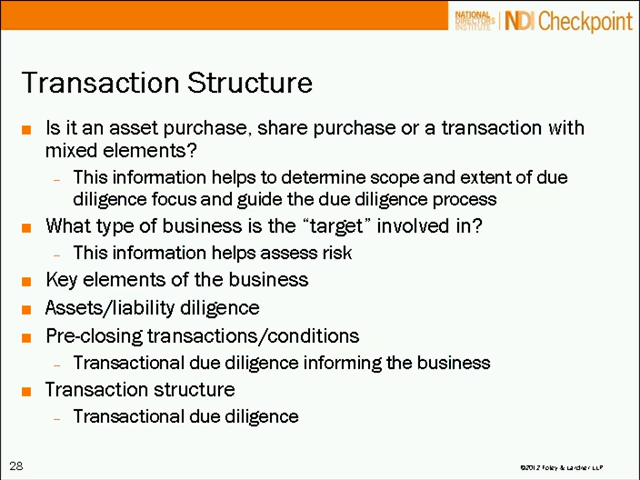 NATIONAL
DIRECTORS
INSTITUTE
NDI Checkpoint
Transaction Structure
■ Is it an asset purchase, share purchase or a transaction with
mixed elements?
– This information helps to determine scope and extent of due
diligence focus and guide the due diligence process
■ What type of business is the “target” involved in?
– This information helps assess risk
■ Key elements of the business
■ Assets/liability diligence
■ Pre-closing transactions/conditions
– Transactional due diligence informing the business
■ Transaction structure
– Transactional due diligence
28
©2012 Foley & Lardner LLP